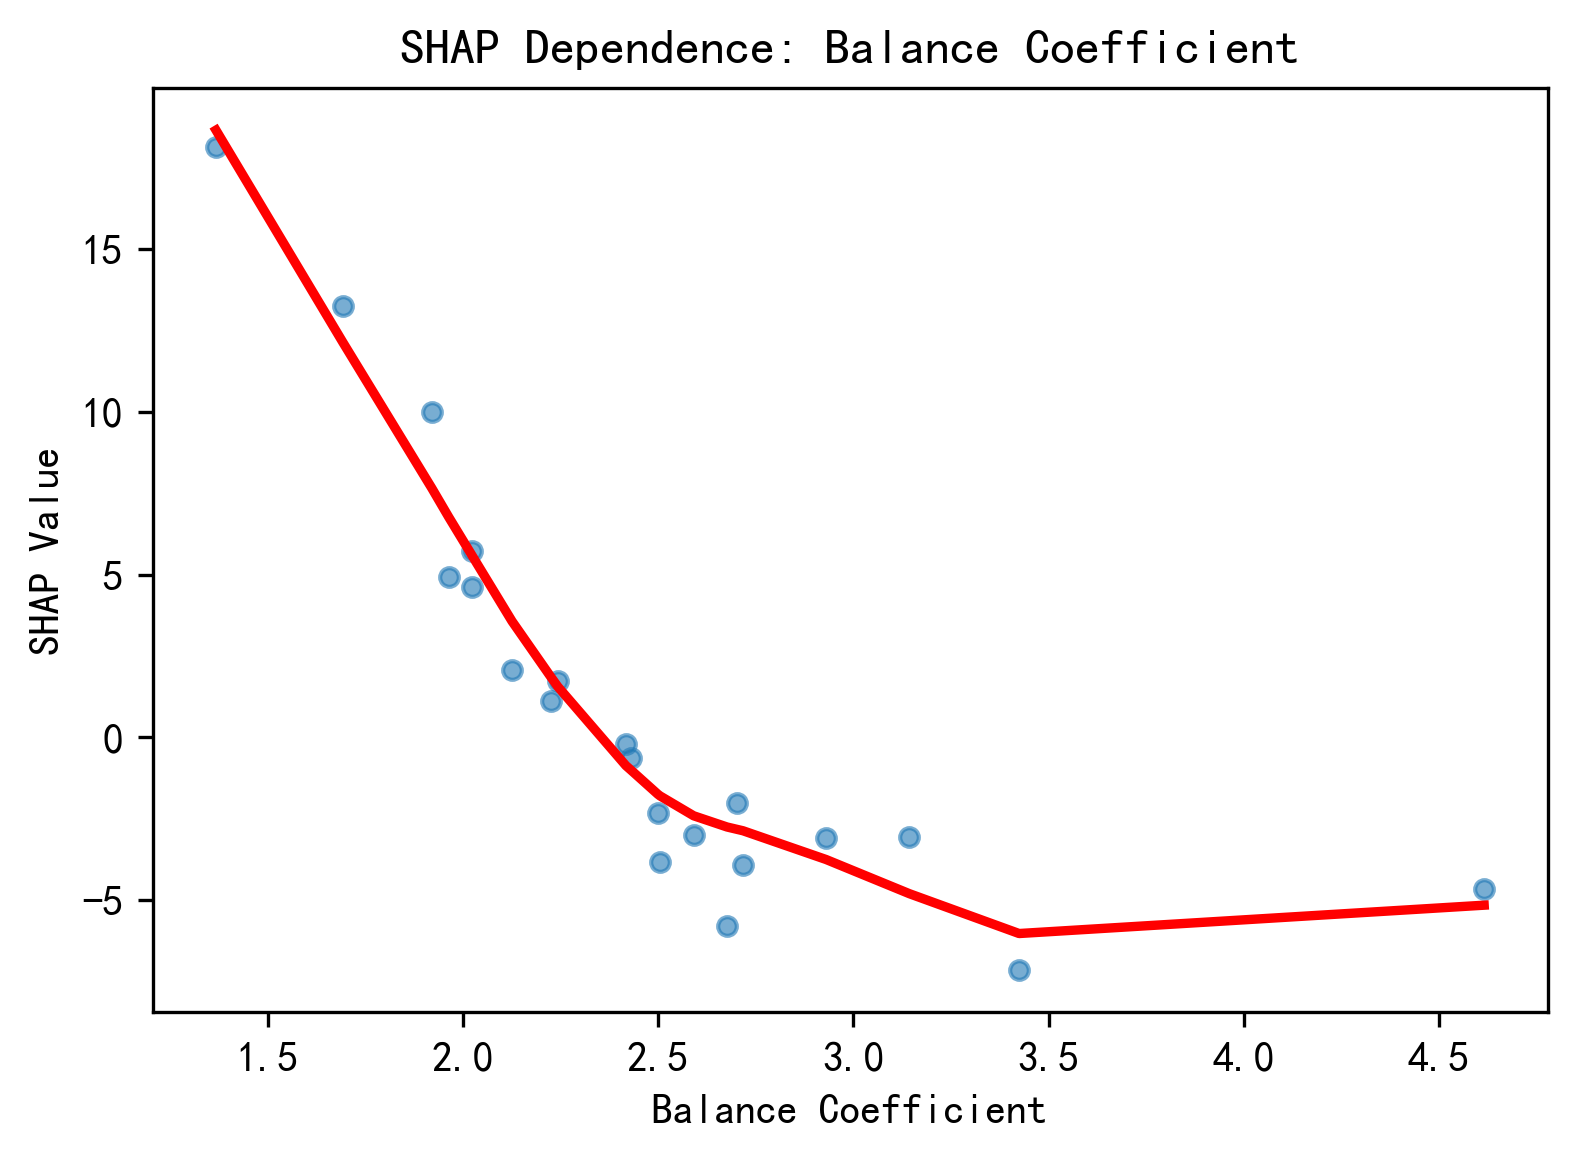 SHAP Dependence: Balance Coefficient
SHAP Value
15
10
5
0
−5
1.5 2.0 2.5 3.0 3.5 4.0 4.5
Balance Coefficient